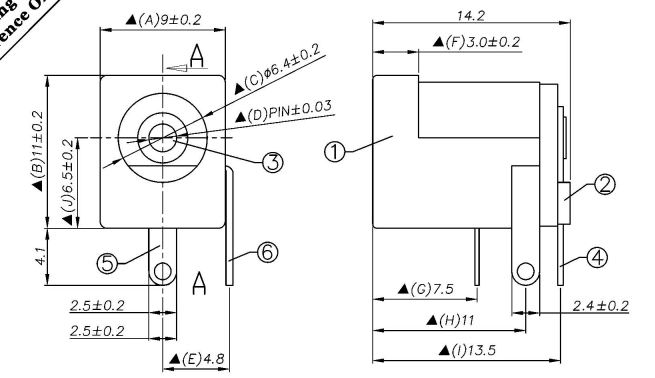 ence O
▲(A)9±0.2
A
▲(C)ø6.4±0.2
▲(D)PIN±0.03
▲(B)11±0.2
▲(J)6.5±0.2
4.1
③
⑤
⑥
A
2.5±0.2
2.5±0.2
▲(E)4.8
14.2
▲(F)3.0±0.2
①
②
④
▲(G)7.5
2.4±0.2
▲(H)11
▲(I)13.5